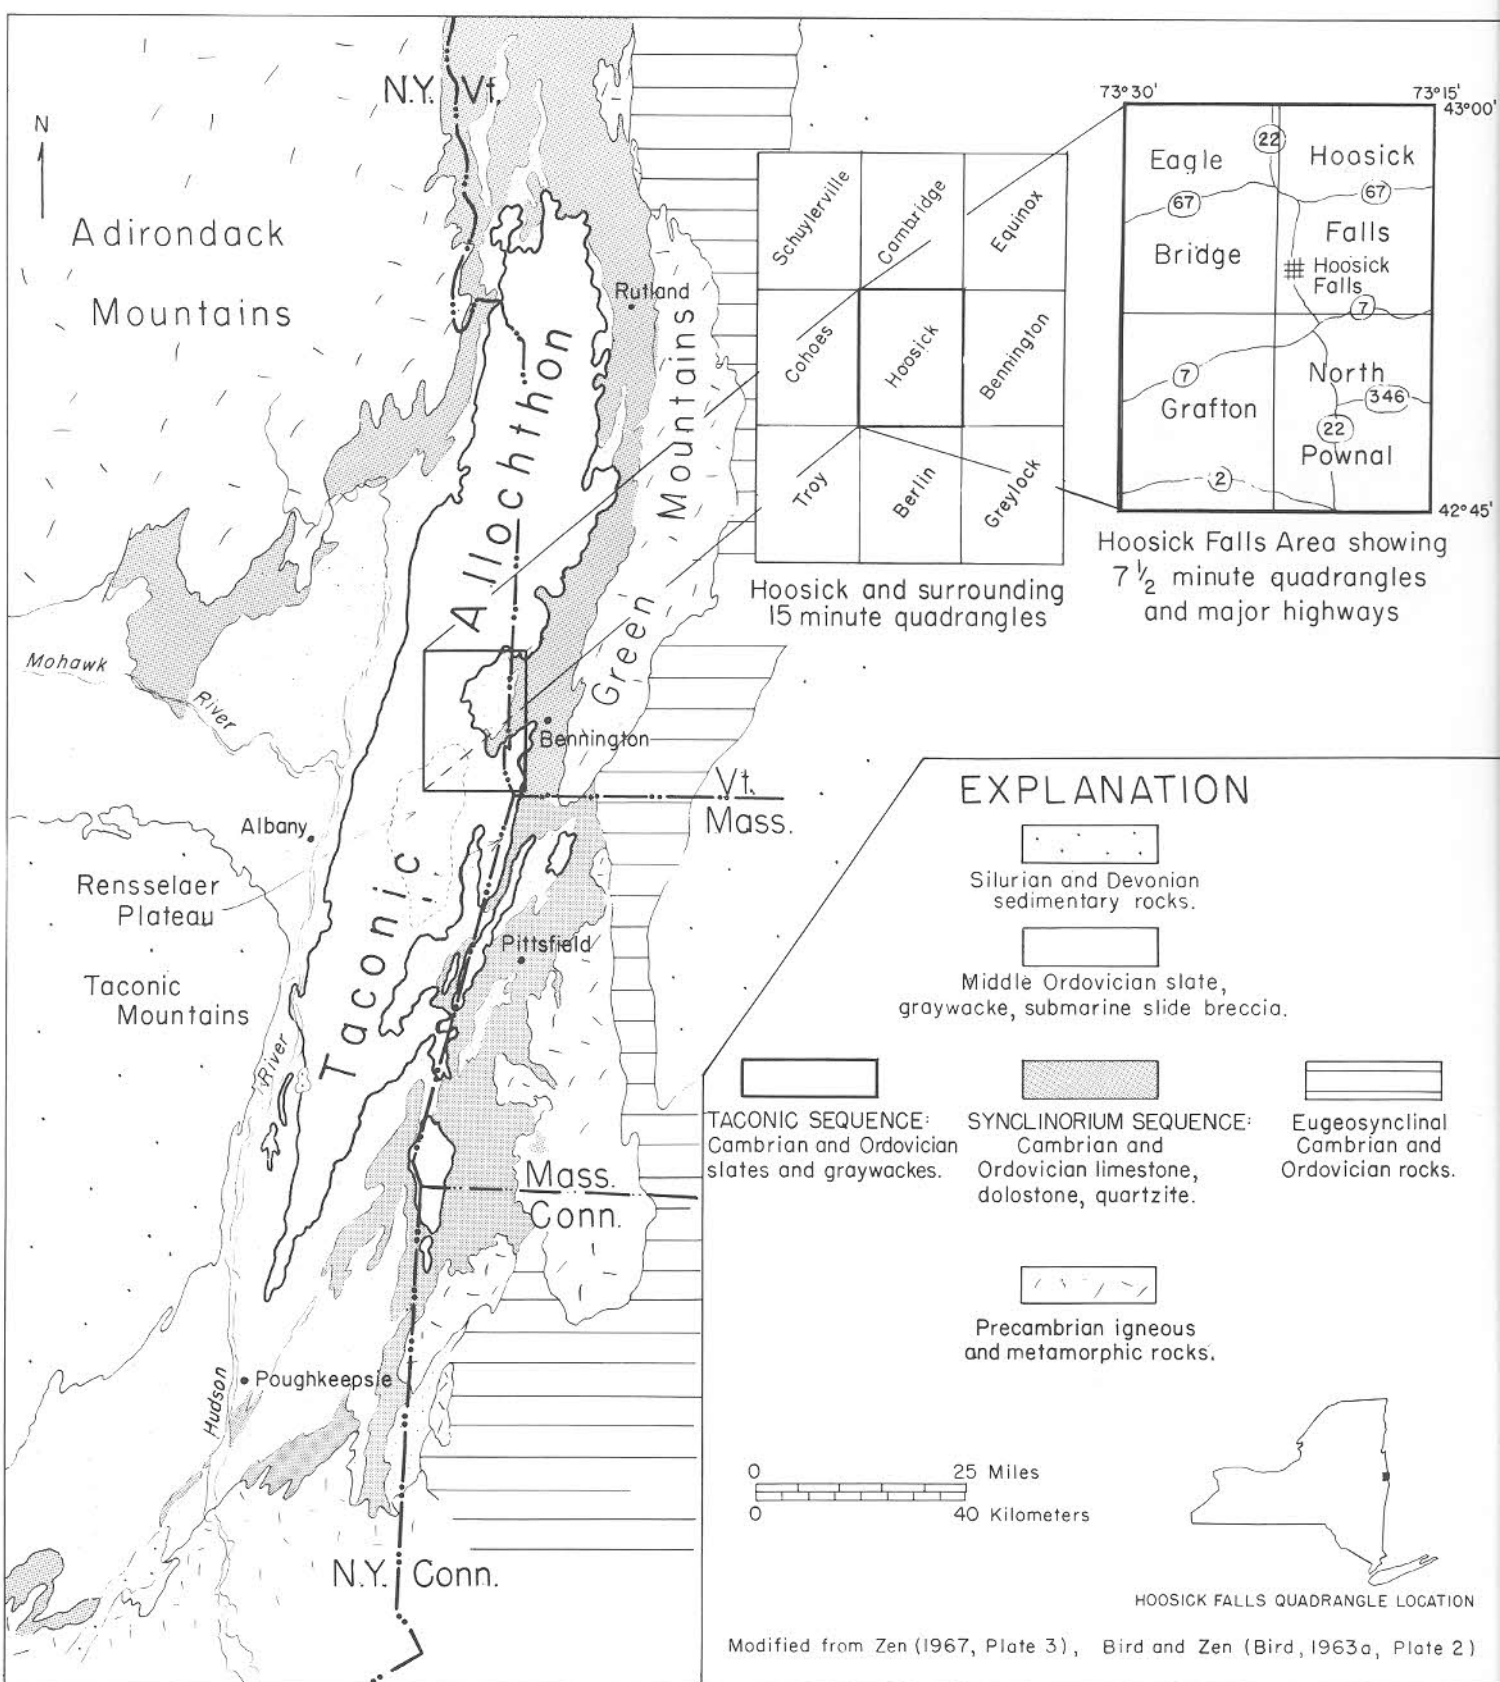 N.Y. Vt.
N
Adirondack
Mountains
Rutland
Green Mountains
Taconic Allochthon
Mohawk
River
Bennington
Vt.
Mass.
Albany
Rensselaer
Plateau
Pittsfield
Taconic
Mountains
River
Mass.
Conn.
Hudson
Poughkeepsie
N.Y. Conn.
Schuylerville
Cambridge
Equinox
Cohoes
Hoosick
Bennington
Troy
Berlin
Greylock
Hoosick and surrounding
15 minute quadrangles
73°30'
73°15'
43°00'
22
Eagle
Hoosick
67
67
Falls
Bridge
Hoosick
Falls
7
7
North
346
Grafton
22
Pownal
2
42°45'
Hoosick Falls Area showing
7 1/2 minute quadrangles
and major highways
EXPLANATION
Silurian and Devonian
sedimentary rocks.
Middle Ordovician slate,
graywacke, submarine slide breccia.
TACONIC SEQUENCE:
Cambrian and Ordovician
slates and graywackes.
SYNCLINORIUM SEQUENCE:
Cambrian and
Ordovician limestone,
dolostone, quartzite.
Eugeosynclinal
Cambrian and
Ordovician rocks.
Precambrian igneous
and metamorphic rocks.
0 25 Miles
0 40 Kilometers
HOOSICK FALLS QUADRANGLE LOCATION
Modified from Zen (1967, Plate 3), Bird and Zen (Bird, 1963a, Plate 2)